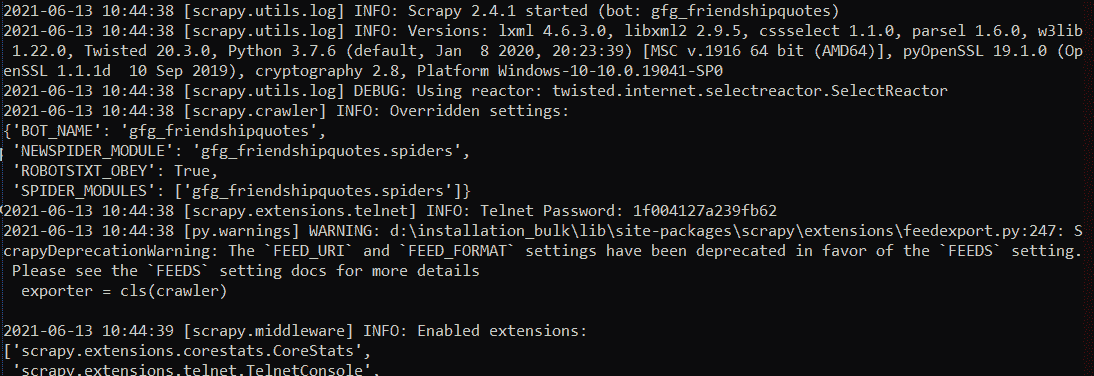 2021-06-13 10:44:38 [scrapy.utils.log] INFO: Scrapy 2.4.1 started (bot: gfg_friendshipquotes)
2021-06-13 10:44:38 [scrapy.utils.log] INFO: Versions: lxml 4.6.3.0, libxml2 2.9.5, cssselect 1.1.0, parsel 1.6.0, w3lib
 1.22.0, Twisted 20.3.0, Python 3.7.6 (default, Jan  8 2020, 20:23:39) [MSC v.1916 64 bit (AMD64)], pyOpenSSL 19.1.0 (Op
enSSL 1.1.1d  10 Sep 2019), cryptography 2.8, Platform Windows-10-10.0.19041-SP0
2021-06-13 10:44:38 [scrapy.utils.log] DEBUG: Using reactor: twisted.internet.selectreactor.SelectReactor
2021-06-13 10:44:38 [scrapy.crawler] INFO: Overridden settings:
{'BOT_NAME': 'gfg_friendshipquotes',
 'NEWSPIDER_MODULE': 'gfg_friendshipquotes.spiders',
 'ROBOTSTXT_OBEY': True,
 'SPIDER_MODULES': ['gfg_friendshipquotes.spiders']}
2021-06-13 10:44:38 [scrapy.extensions.telnet] INFO: Telnet Password: 1f004127a239fb62
2021-06-13 10:44:38 [py.warnings] WARNING: d:\installation_bulk\lib\site-packages\scrapy\extensions\feedexport.py:247: S
crapyDeprecationWarning: The `FEED_URI` and `FEED_FORMAT` settings have been deprecated in favor of the `FEEDS` setting.
 Please see the `FEEDS` setting docs for more details
  exporter = cls(crawler)

2021-06-13 10:44:39 [scrapy.middleware] INFO: Enabled extensions:
['scrapy.extensions.corestats.CoreStats',
 'scrapy.extensions.telnet.TelnetConsole',